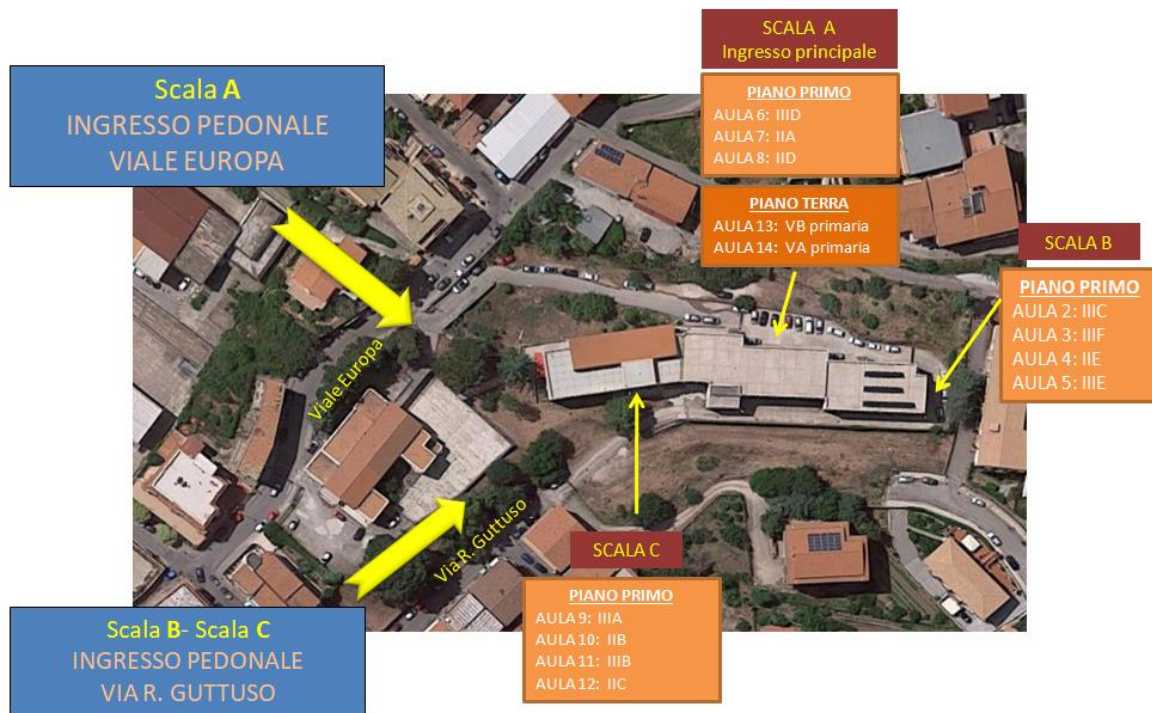 SCALA A
Ingresso principale
Scala A
INGRESSO PEDONALE
VIALE EUROPA
PIANO PRIMO
AULA 6: IIID
AULA 7: IIA
AULA 8: IID
PIANO TERRA
AULA 13: VB primaria
AULA 14: VA primaria
SCALA B
PIANO PRIMO
AULA 2: IIIC
AULA 3: IIIF
AULA 4: IIE
AULA 5: IIIE
Viale Europa
Via R. Guttuso
SCALA C
PIANO PRIMO
AULA 9: IIIA
AULA 10: IIB
AULA 11: IIIB
AULA 12: IIC
Scala B- Scala C
INGRESSO PEDONALE
VIA R. GUTTUSO